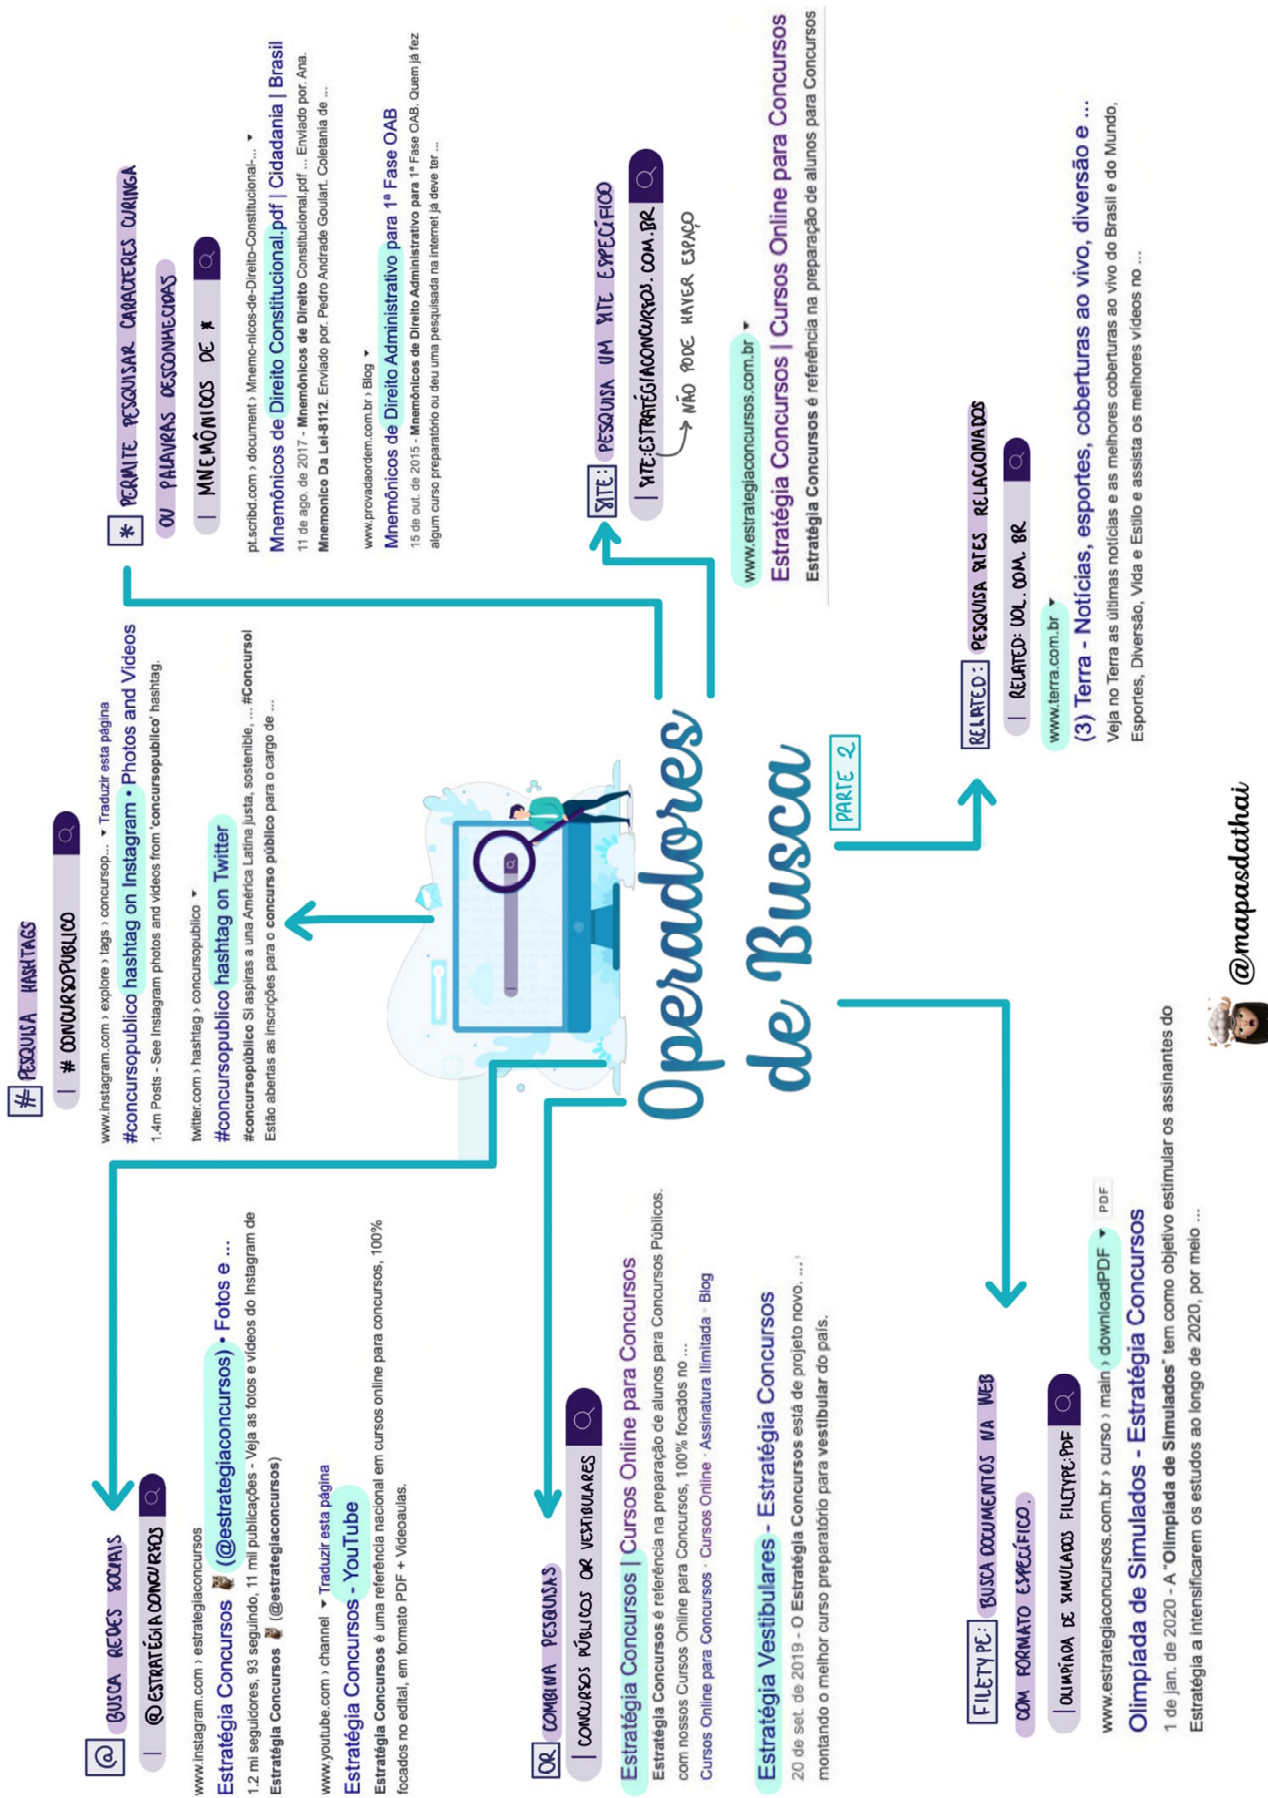 Operadores
de Busca
PARTE 2
@ BUSCA REDES SOCIAIS
@ESTRATÉGIACONCURSOS
www.instagram.com › estrategiaconcursos
Estratégia Concursos 🦉 (@estrategiaconcursos) • Fotos e ...
1.2 mi seguidores, 93 seguindo, 11 mil publicações - Veja as fotos e vídeos do Instagram de
Estratégia Concursos 🦉 (@estrategiaconcursos)
www.youtube.com › channel ▼ Traduzir esta página
Estratégia Concursos - YouTube
Estratégia Concursos é uma referência nacional em cursos online para concursos, 100%
focados no edital, em formato PDF + Videoaulas.
# PESQUISA HASHTAGS
# CONCURSOPUBLICO
www.instagram.com › explore › tags › concursop... ▼ Traduzir esta página
#concursopublico hashtag on Instagram • Photos and Videos
1.4m Posts - See Instagram photos and videos from 'concursopublico' hashtag.
twitter.com › hashtag › concursopublico ▼
#concursopublico hashtag on Twitter
#concursopúblico Si aspiras a una América Latina justa, sostenible, ... #Concursol
Estão abertas as inscrições para o concurso público para o cargo de ...
* PERMITE PESQUISAR CARACTERES CURINGA
OU PALAVRAS DESCONHECIDAS
MNEMÔNICOS DE *
pt.scribd.com › document › Mnemo-nicos-de-Direito-Constitucional-... ▼
Mnemônicos de Direito Constitucional.pdf | Cidadania | Brasil
11 de ago. de 2017 - Mnemônicos de Direito Constitucional.pdf ... Enviado por. Ana.
Mnemonico Da Lei-8112. Enviado por. Pedro Andrade Goulart. Coletania de ...
www.provadaordem.com.br › Blog ▼
Mnemônicos de Direito Administrativo para 1ª Fase OAB
15 de out. de 2015 - Mnemônicos de Direito Administrativo para 1ª Fase OAB. Quem já fez
algum curso preparatório ou deu uma pesquisada na internet já deve ter ...
OR COMBINA PESQUISAS
CONCURSOS PÚBLICOS OR VESTIBULARES
Estratégia Concursos | Cursos Online para Concursos
Estratégia Concursos é referência na preparação de alunos para Concursos Públicos.
com nossos Cursos Online para Concursos, 100% focados no ...
Cursos Online para Concursos · Cursos Online · Assinatura Ilimitada · Blog
Estratégia Vestibulares - Estratégia Concursos
20 de set. de 2019 - O Estratégia Concursos está de projeto novo. ...
montando o melhor curso preparatório para vestibular do país.
SITE: PESQUISA UM SITE ESPECÍFICO
SITE:ESTRATÉGIACONCURSOS.COM.BR
NÃO PODE HAVER ESPAÇO
www.estrategiaconcursos.com.br ▼
Estratégia Concursos | Cursos Online para Concursos
Estratégia Concursos é referência na preparação de alunos para Concursos
FILETYPE: BUSCA DOCUMENTOS NA WEB
COM FORMATO ESPECÍFICO.
OLIMPÍADA DE SIMULADOS FILETYPE:PDF
www.estrategiaconcursos.com.br › curso › main › downloadPDF ▼ PDF
Olimpíada de Simulados - Estratégia Concursos
1 de jan. de 2020 - A "Olimpíada de Simulados" tem como objetivo estimular os assinantes do
Estratégia a intensificarem os estudos ao longo de 2020, por meio ...
RELATED: PESQUISA SITES RELACIONADOS
RELATED: UOL.COM.BR
www.terra.com.br ▼
(3) Terra - Notícias, esportes, coberturas ao vivo, diversão e ...
Veja no Terra as últimas notícias e as melhores coberturas ao vivo do Brasil e do Mundo,
Esportes, Diversão, Vida e Estilo e assista os melhores vídeos no ...
@mapasdathai